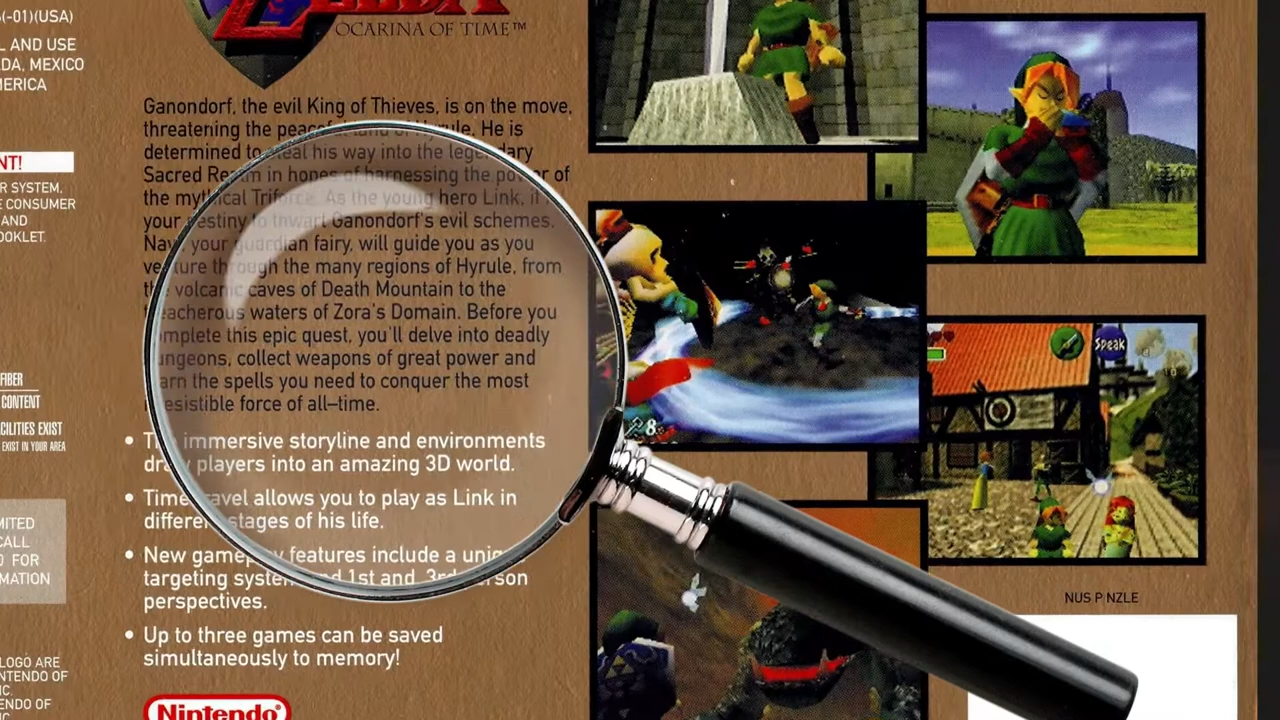 (-01)(USA)
L AND USE
DA, MEXICO
MERICA
NT!
R SYSTEM,
E CONSUMER
AND
OOKLET.
FIBER
CONTENT
CILITIES EXIST
EXIST IN YOUR AREA
MITED
CALL
FOR
MATION
LOGO ARE
NTENDO OF
C.
ENDO OF
ZELDA
OCARINA OF TIME™
Ganondorf, the evil King of Thieves, is on the move,
threatening the peaceful land of Hyrule. He is
determined to steal his way into the legendary
Sacred Realm in hopes of harnessing the power of
the mythical Triforce. As the young hero Link, it is
your destiny to thwart Ganondorf's evil schemes.
Navi, your guardian fairy, will guide you as you
venture through the many regions of Hyrule, from
the volcanic caves of Death Mountain to the
treacherous waters of Zora's Domain. Before you
complete this epic quest, you'll delve into deadly
dungeons, collect weapons of great power and
learn the spells you need to conquer the most
irresistible force of all–time.
• The immersive storyline and environments
draw players into an amazing 3D world.
• Time travel allows you to play as Link in
different stages of his life.
• New gameplay features include a unique
targeting system and 1st and 3rd person
perspectives.
• Up to three games can be saved
simultaneously to memory!
Nintendo®
8
Speak
NUS P NZLE